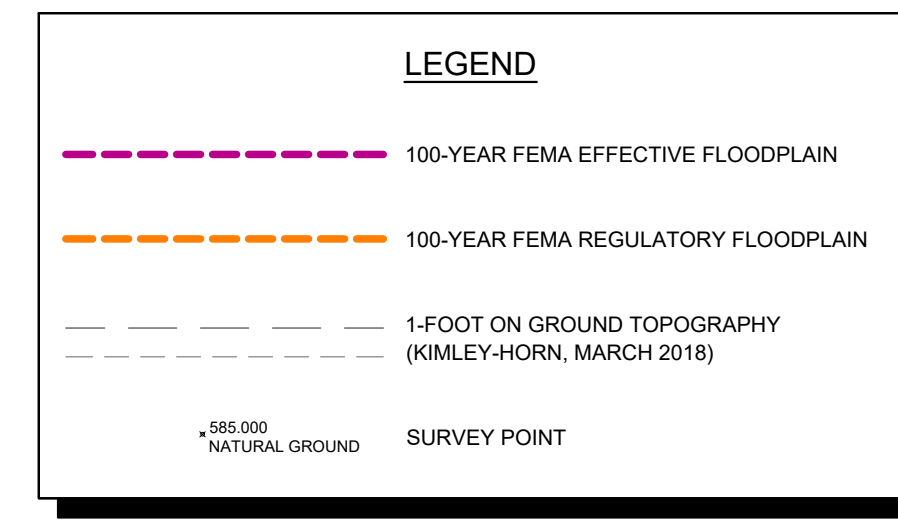 LEGEND
100-YEAR FEMA EFFECTIVE FLOODPLAIN
100-YEAR FEMA REGULATORY FLOODPLAIN
1-FOOT ON GROUND TOPOGRAPHY
(KIMLEY-HORN, MARCH 2018)
585.000
NATURAL GROUND
SURVEY POINT